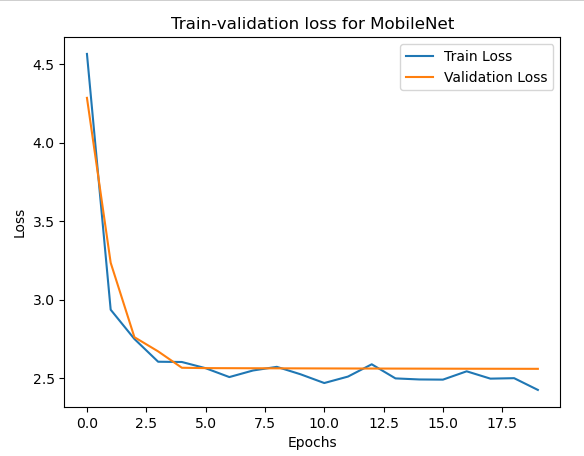 Train-validation loss for MobileNet
Train Loss
Validation Loss
4.5
4.0
3.5
3.0
2.5
Loss
0.0 2.5 5.0 7.5 10.0 12.5 15.0 17.5
Epochs